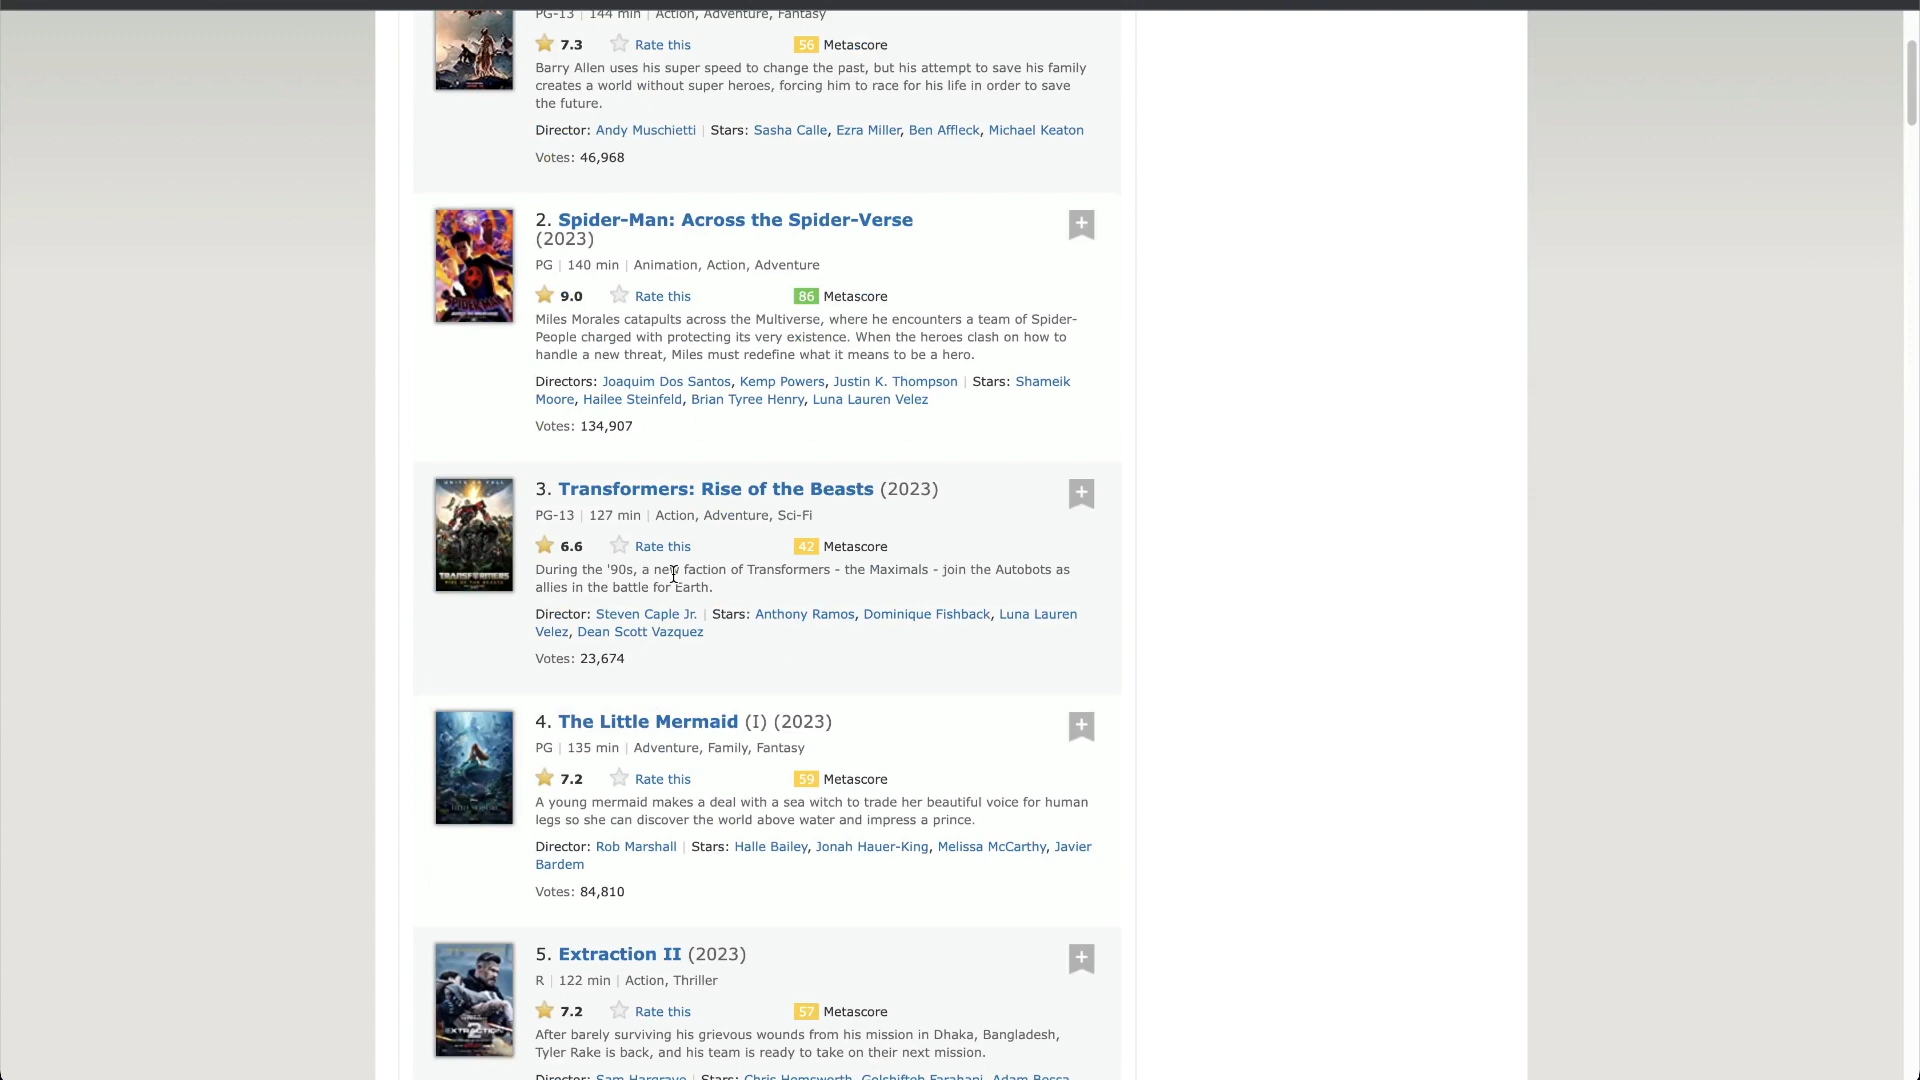 PG-13 | 144 min | Action, Adventure, Fantasy
7.3 Rate this 56 Metascore
Barry Allen uses his super speed to change the past, but his attempt to save his family
creates a world without super heroes, forcing him to race for his life in order to save
the future.
Director: Andy Muschietti | Stars: Sasha Calle, Ezra Miller, Ben Affleck, Michael Keaton
Votes: 46,968
2. Spider-Man: Across the Spider-Verse
(2023)
PG | 140 min | Animation, Action, Adventure
9.0 Rate this 86 Metascore
Miles Morales catapults across the Multiverse, where he encounters a team of Spider-
People charged with protecting its very existence. When the heroes clash on how to
handle a new threat, Miles must redefine what it means to be a hero.
Directors: Joaquim Dos Santos, Kemp Powers, Justin K. Thompson | Stars: Shameik
Moore, Hailee Steinfeld, Brian Tyree Henry, Luna Lauren Velez
Votes: 134,907
3. Transformers: Rise of the Beasts (2023)
PG-13 | 127 min | Action, Adventure, Sci-Fi
6.6 Rate this 42 Metascore
During the '90s, a new faction of Transformers - the Maximals - join the Autobots as
allies in the battle for Earth.
Director: Steven Caple Jr. | Stars: Anthony Ramos, Dominique Fishback, Luna Lauren
Velez, Dean Scott Vazquez
Votes: 23,674
TRANSFORMERS
4. The Little Mermaid (I) (2023)
PG | 135 min | Adventure, Family, Fantasy
7.2 Rate this 59 Metascore
A young mermaid makes a deal with a sea witch to trade her beautiful voice for human
legs so she can discover the world above water and impress a prince.
Director: Rob Marshall | Stars: Halle Bailey, Jonah Hauer-King, Melissa McCarthy, Javier
Bardem
Votes: 84,810
5. Extraction II (2023)
R | 122 min | Action, Thriller
7.2 Rate this 57 Metascore
After barely surviving his grievous wounds from his mission in Dhaka, Bangladesh,
Tyler Rake is back, and his team is ready to take on their next mission.
Director: Sam Hargrave | Stars: Chris Hemsworth, Golshifteh Farahani, Adam Bessa,
EXTRACTION
2